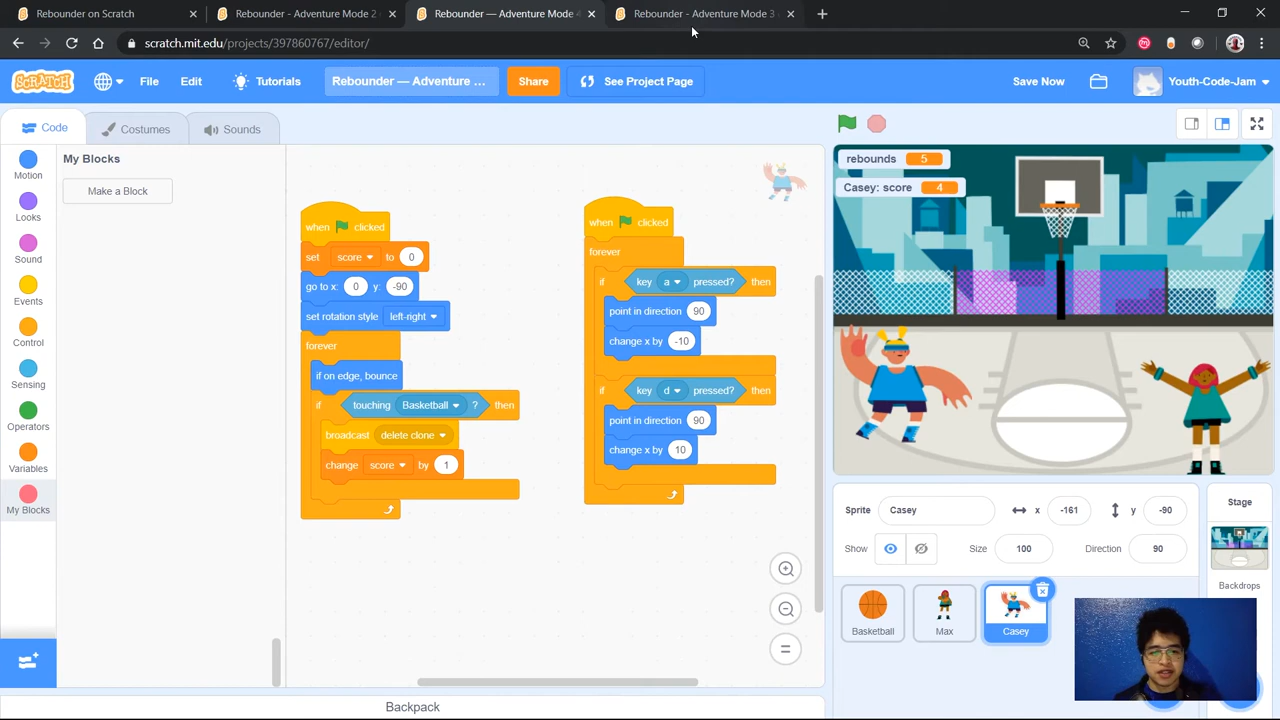 Rebounder on Scratch
Rebounder - Adventure Mode 2
Rebounder — Adventure Mode 4
Rebounder - Adventure Mode 3
scratch.mit.edu/projects/397860767/editor/
SCRATCH
File
Edit
Tutorials
Rebounder — Adventure ...
Share
See Project Page
Save Now
Youth-Code-Jam
Code
Costumes
Sounds
Motion
Looks
Sound
Events
Control
Sensing
Operators
Variables
My Blocks
My Blocks
Make a Block
when clicked
set score to 0
go to x: 0 y: -90
set rotation style left-right
forever
if on edge, bounce
if touching Basketball ? then
broadcast delete clone
change score by 1
when clicked
forever
if key a pressed? then
point in direction 90
change x by -10
if key d pressed? then
point in direction 90
change x by 10
Backpack
rebounds 5
Casey: score 4
Sprite Casey x -161 y -90
Show Size 100 Direction 90
Basketball
Max
Casey
Stage
Backdrops